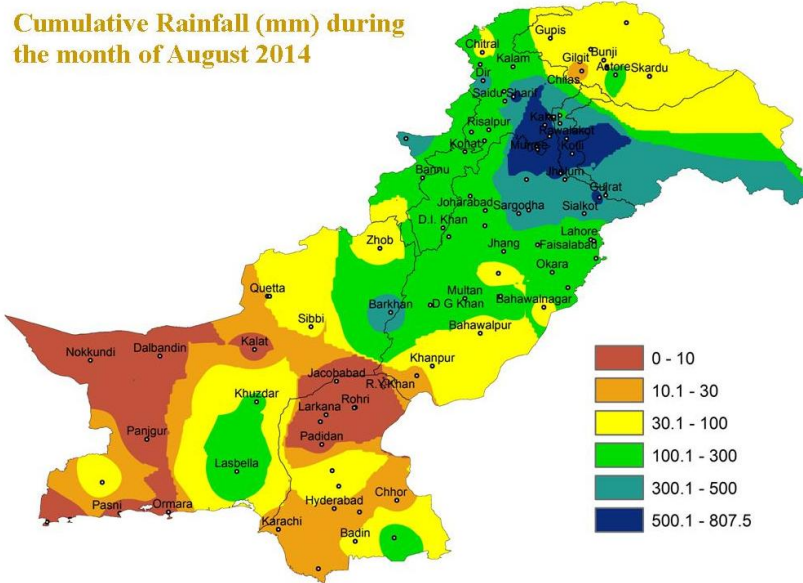 Cumulative Rainfall (mm) during
the month of August 2014
Gupis
Chitral
Bunji
Kalam
Gilgit
Astore
Skardu
Dir
Chilas
Saidu Sharif
Kakul
Risalpur
Rawalakot
Kohat
Murree
Kotli
Bannu
Jhelum
Gujrat
Joharabad
Sargodha
Sialkot
D.I. Khan
Zhob
Lahore
Jhang
Faisalabad
Okara
Quetta
Multan
Barkhan
D G Khan
Bahawalnagar
Sibbi
Bahawalpur
Kalat
Dalbandin
Nokkundi
Khanpur
Jacobabad
R.Y.Khan
Khuzdar
Rohri
Larkana
Panjgur
Padidan
Lasbella
Chhor
Pasni
Ormara
Hyderabad
Karachi
Badin
0 - 10
10.1 - 30
30.1 - 100
100.1 - 300
300.1 - 500
500.1 - 807.5